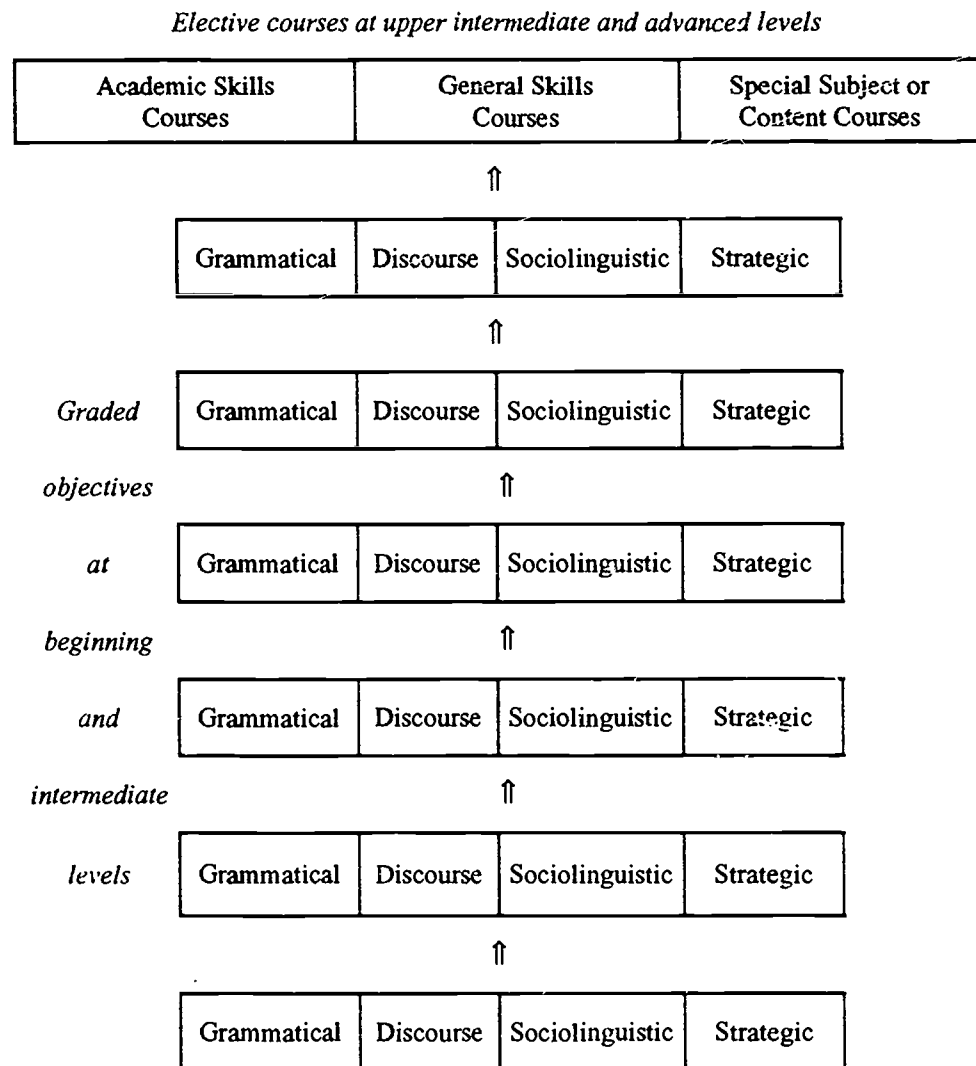 Elective courses at upper intermediate and advanced levels
Academic Skills Courses | General Skills Courses | Special Subject or Content Courses
⇑
Grammatical | Discourse | Sociolinguistic | Strategic
⇑
Graded | Grammatical | Discourse | Sociolinguistic | Strategic
objectives ⇑
at | Grammatical | Discourse | Sociolinguistic | Strategic
beginning ⇑
and | Grammatical | Discourse | Sociolinguistic | Strategic
intermediate ⇑
levels | Grammatical | Discourse | Sociolinguistic | Strategic
⇑
Grammatical | Discourse | Sociolinguistic | Strategic